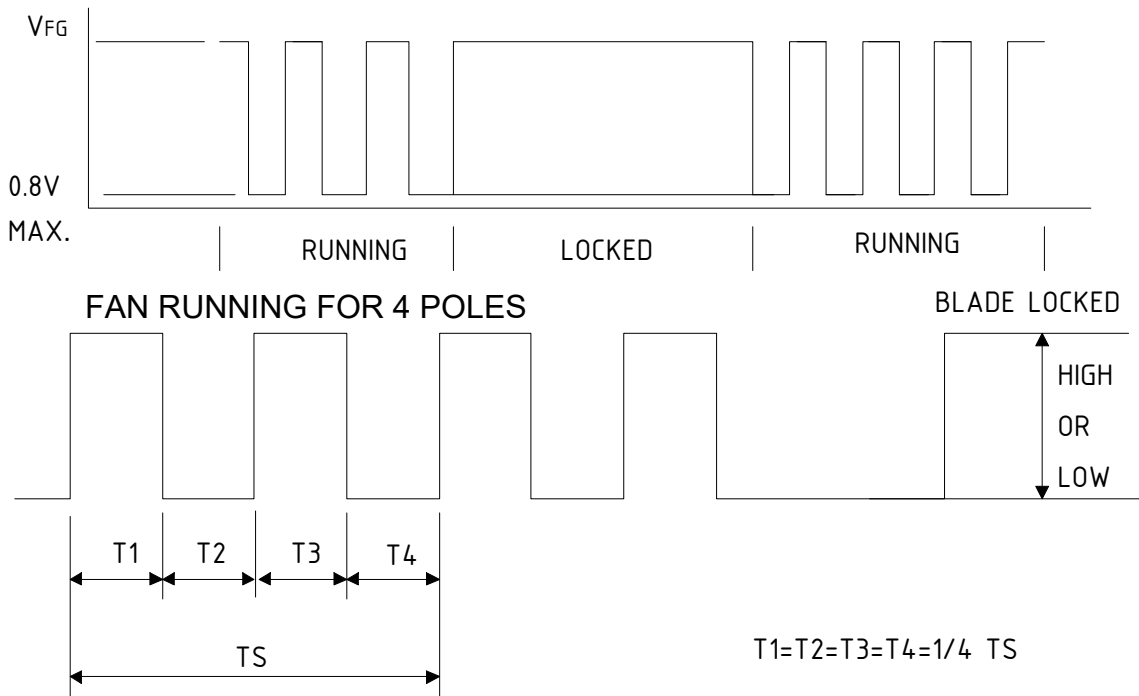 VFG
0.8V
MAX.
RUNNING
LOCKED
RUNNING
FAN RUNNING FOR 4 POLES
BLADE LOCKED
HIGH
OR
LOW
T1 T2 T3 T4
TS
T1=T2=T3=T4=1/4 TS